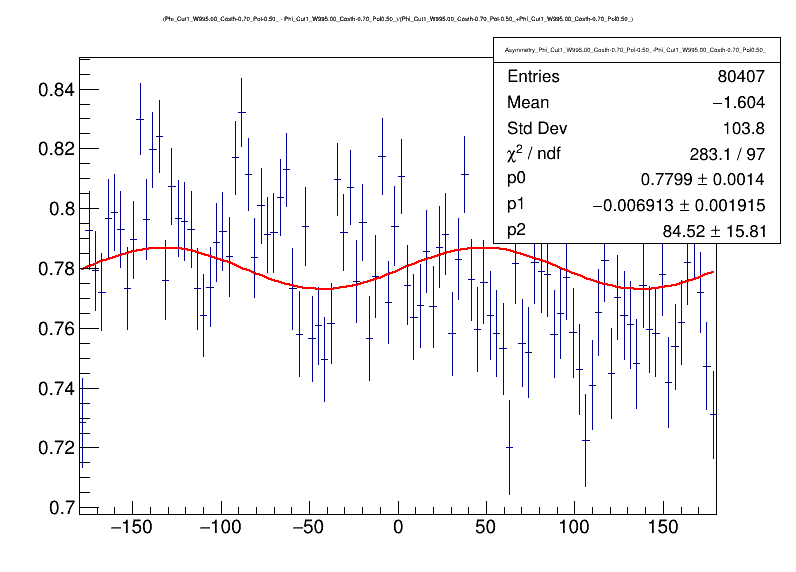 (Phi_Cut1_W995.00_Costh-0.70_Pol-0.50_ - Phi_Cut1_W995.00_Costh-0.70_Pol0.50_)/(Phi_Cut1_W995.00_Costh-0.70_Pol-0.50_+Phi_Cut1_W995.00_Costh-0.70_Pol0.50_)
Asymmetry_Phi_Cut1_W995.00_Costh-0.70_Pol-0.50_-Phi_Cut1_W995.00_Costh-0.70_Pol0.50_
Entries 80407
Mean −1.604
Std Dev 103.8
χ² / ndf 283.1 / 97
p0 0.7799 ± 0.0014
p1 −0.006913 ± 0.001915
p2 84.52 ± 15.81
0.84
0.82
0.8
0.78
0.76
0.74
0.72
0.7
−150 −100 −50 0 50 100 150